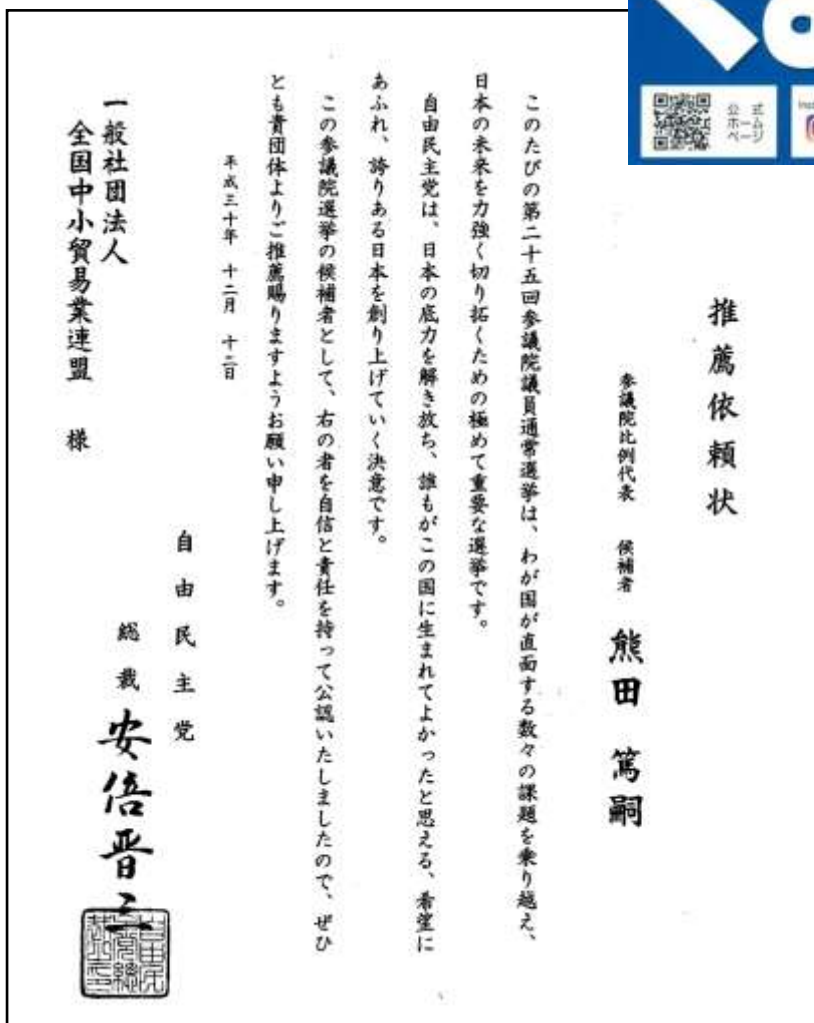 推薦依頼状
参議院比例代表 候補者 熊田 篤嗣
このたびの第二十五回参議院議員通常選挙は、わが国が直面する数々の課題を乗り越え、
日本の未来を力強く切り拓くための極めて重要な選挙です。
自由民主党は、日本の底力を解き放ち、誰もがこの国に生まれてよかったと思える、希望に
あふれ、誇りある日本を創り上げていく決意です。
この参議院選挙の候補者として、右の者を自信と責任を持って公認いたしましたので、ぜひ
とも貴団体よりご推薦賜りますようお願い申し上げます。
平成三十年 十二月 十二日
自由民主党
総裁 安倍晋三
一般社団法人
全国中小貿易業連盟 様
公式
ホーム
ページ